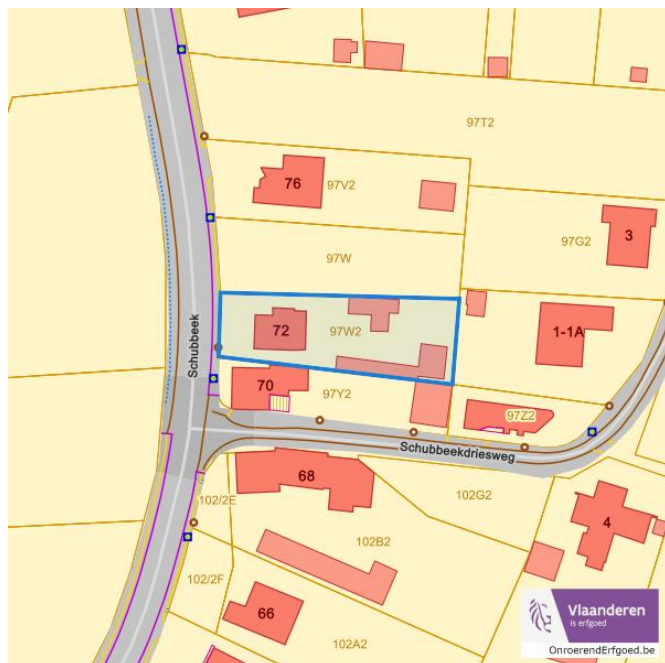 97T2
76
97V2
3
97G2
97W
72
97W2
1-1A
Schubbeek
70
97Y2
97Z2
Schubbeekdriesweg
68
102/2E
102G2
4
102B2
102/2F
66
102A2
Vlaanderen
is erfgoed
OnroerendErfgoed.be